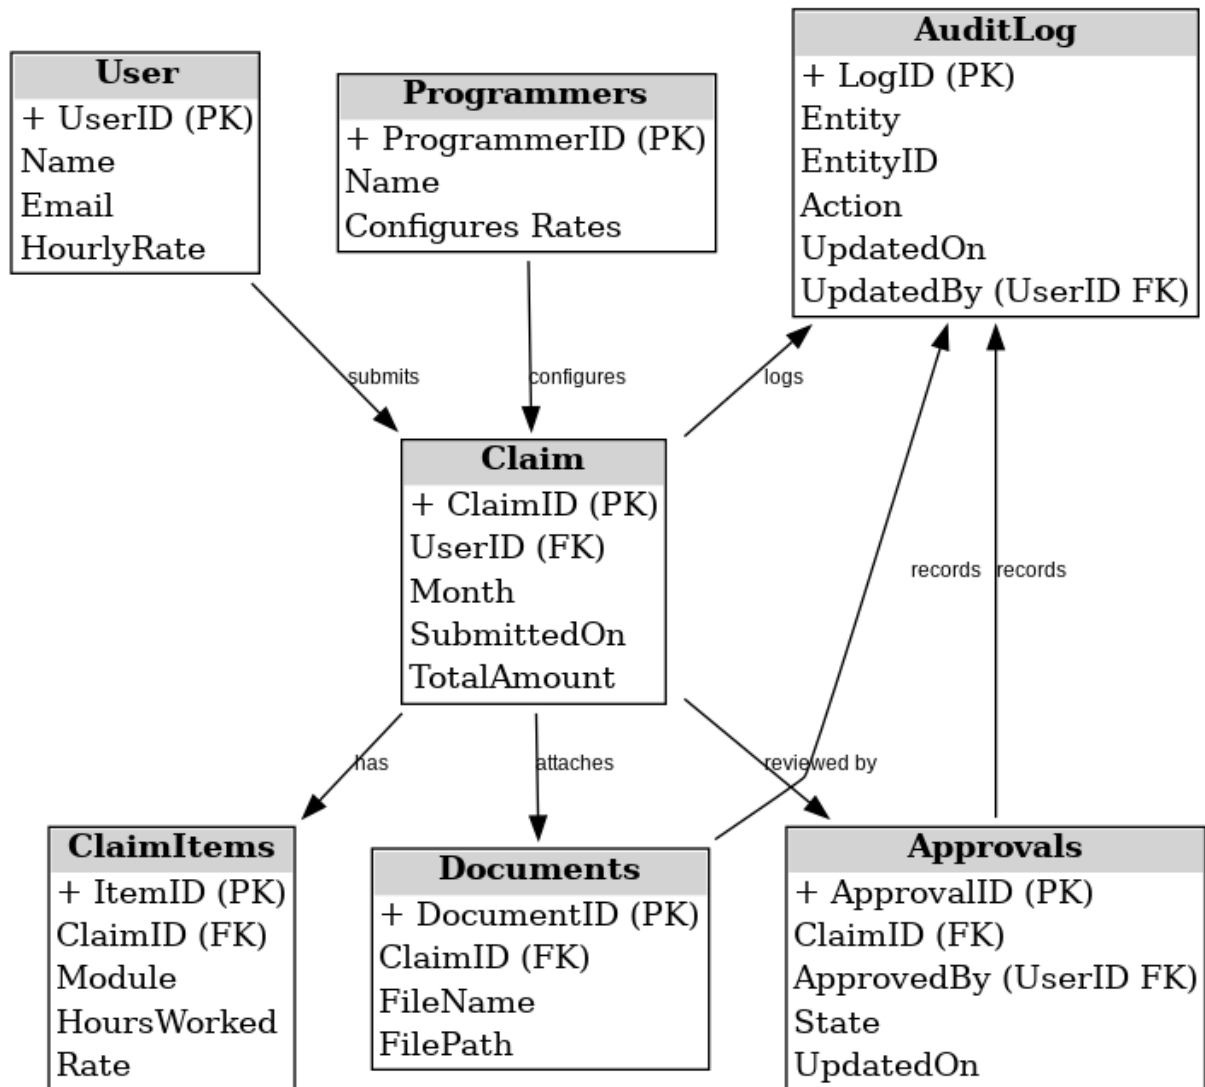 User
+ UserID (PK)
Name
Email
HourlyRate
Programmers
+ ProgrammerID (PK)
Name
Configures Rates
AuditLog
+ LogID (PK)
Entity
EntityID
Action
UpdatedOn
UpdatedBy (UserID FK)
submits
configures
logs
Claim
+ ClaimID (PK)
UserID (FK)
Month
SubmittedOn
TotalAmount
records
records
has
attaches
reviewed by
ClaimItems
+ ItemID (PK)
ClaimID (FK)
Module
HoursWorked
Rate
Documents
+ DocumentID (PK)
ClaimID (FK)
FileName
FilePath
Approvals
+ ApprovalID (PK)
ClaimID (FK)
ApprovedBy (UserID FK)
State
UpdatedOn